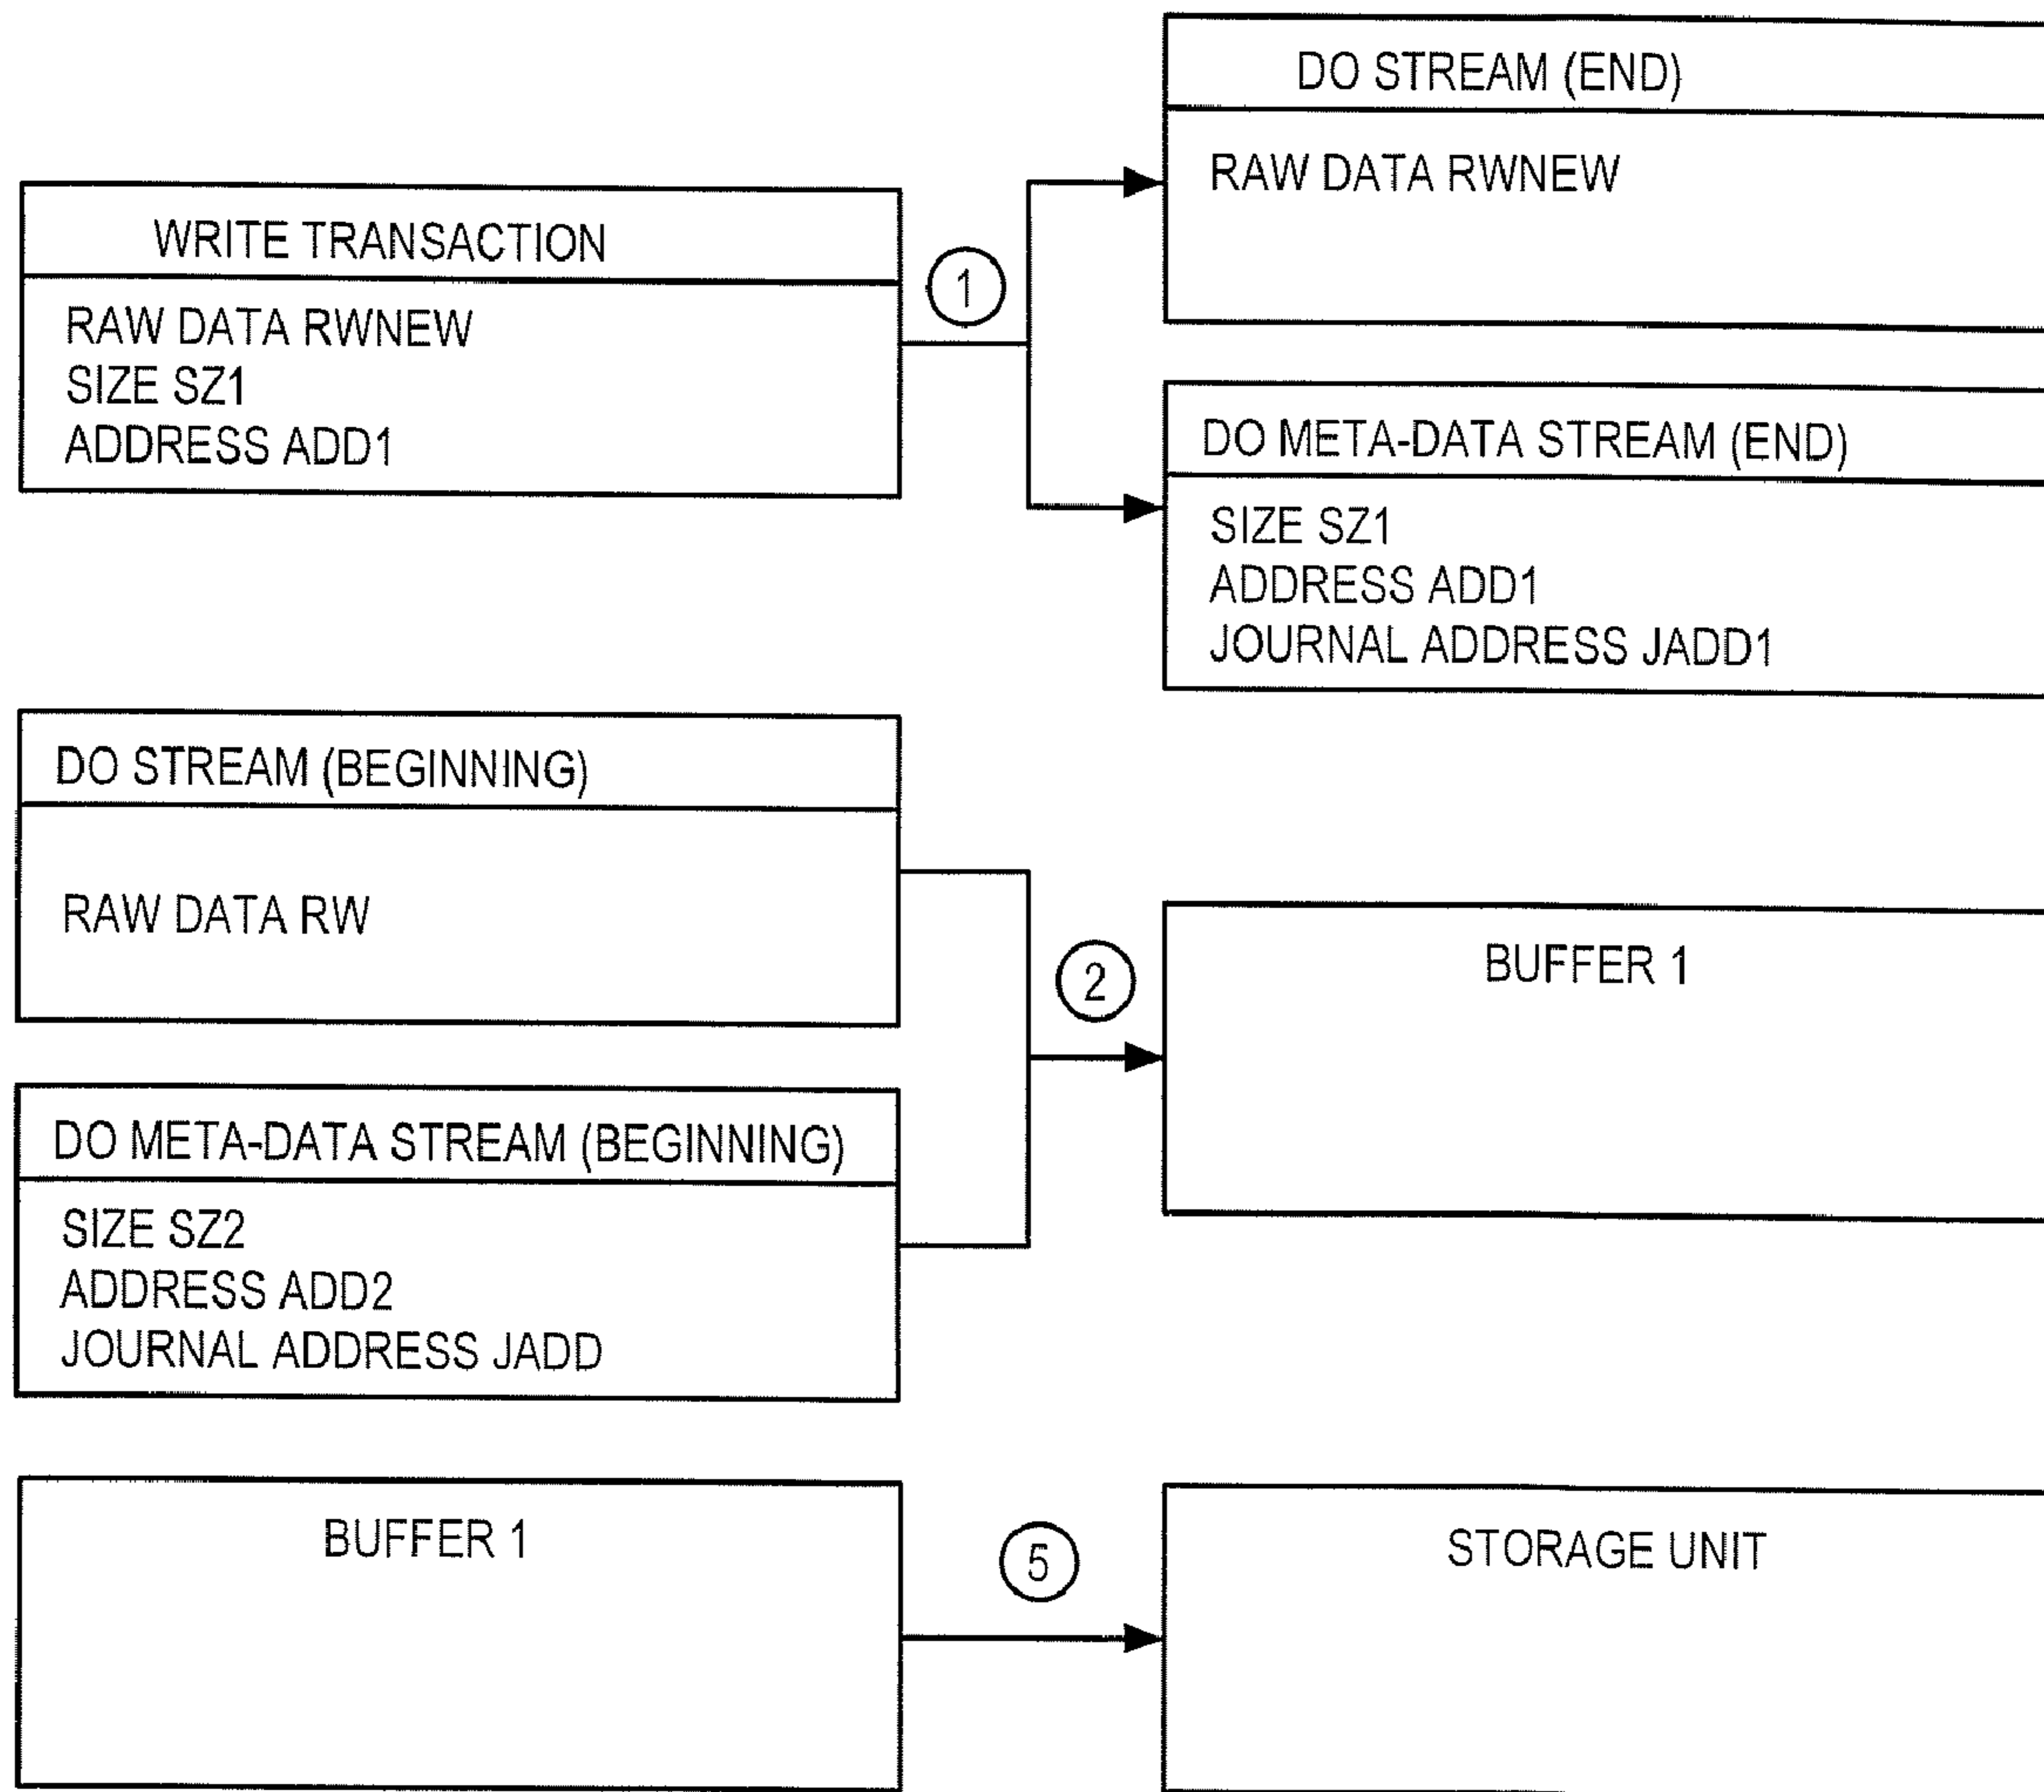 DO STREAM (END)
RAW DATA RWNEW
WRITE TRANSACTION
RAW DATA RWNEW
SIZE SZ1
ADDRESS ADD1
1
DO META-DATA STREAM (END)
SIZE SZ1
ADDRESS ADD1
JOURNAL ADDRESS JADD1
DO STREAM (BEGINNING)
RAW DATA RW
2
BUFFER 1
DO META-DATA STREAM (BEGINNING)
SIZE SZ2
ADDRESS ADD2
JOURNAL ADDRESS JADD
BUFFER 1
5
STORAGE UNIT